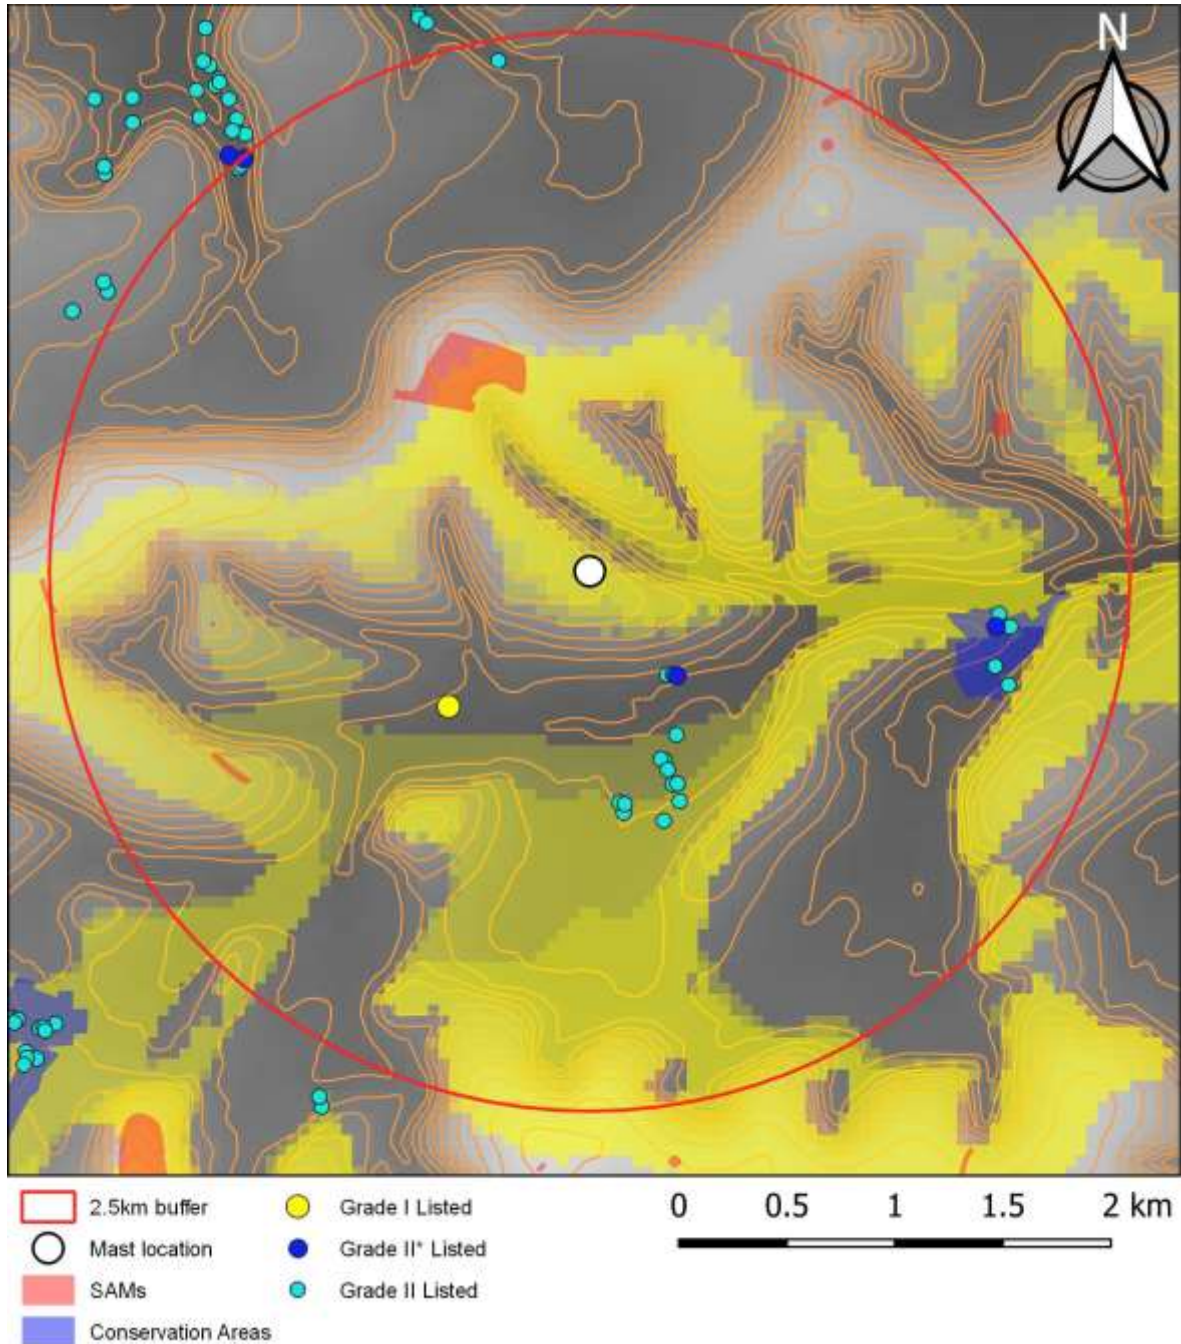 N
2.5km buffer
Mast location
SAMs
Conservation Areas
Grade I Listed
Grade II* Listed
Grade II Listed
0 0.5 1 1.5 2 km